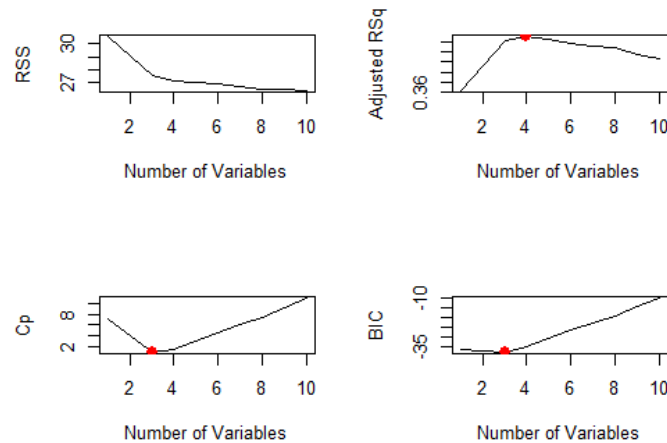 RSS
30
27
2 4 6 8 10
Number of Variables
Adjusted RSq
0.36
2 4 6 8 10
Number of Variables
Cp
8
2
2 4 6 8 10
Number of Variables
BIC
-10
-35
2 4 6 8 10
Number of Variables